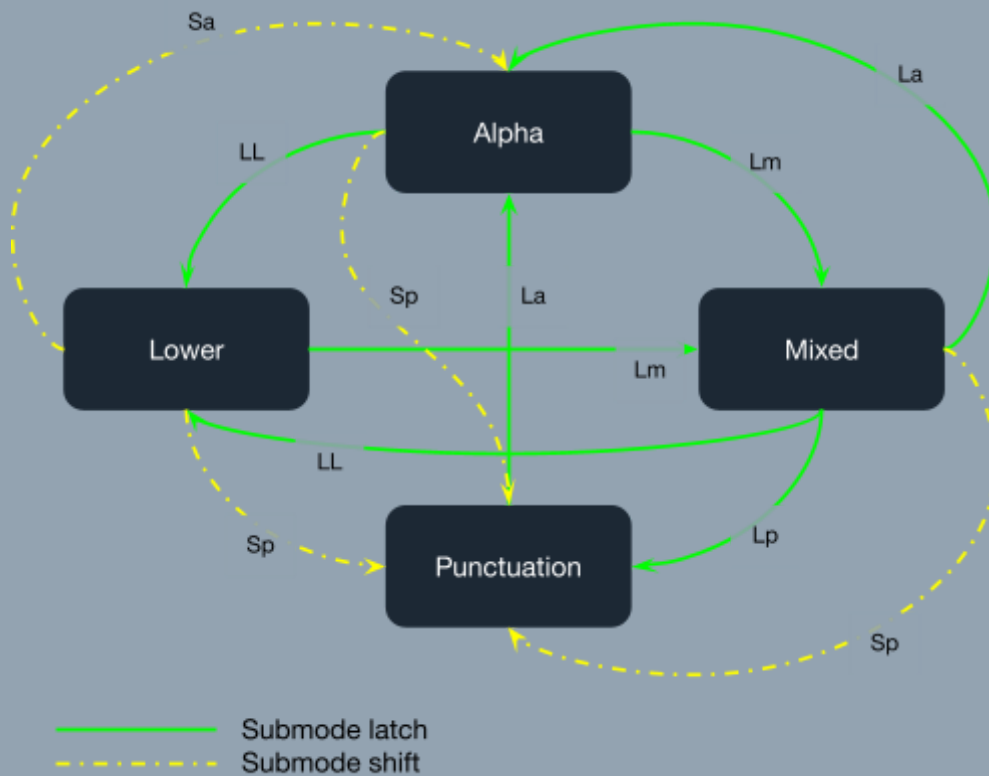 Sa
La
Alpha
LL
Lm
Sp
La
Lower
Mixed
Lm
LL
Sp
Lp
Punctuation
Sp
Submode latch
Submode shift